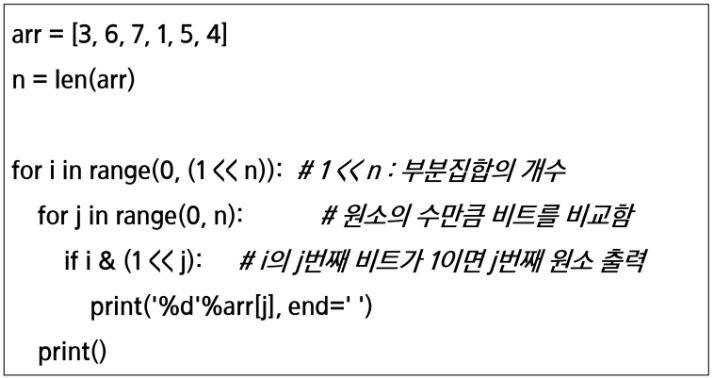 arr = [3, 6, 7, 1, 5, 4]
n = len(arr)
for i in range(0, (1 << n)): # 1 << n : 부분집합의 개수
for j in range(0, n): # 원소의 수만큼 비트를 비교함
if i & (1 << j): # i의 j번째 비트가 1이면 j번째 원소 출력
print('%d'%arr[j], end=' ')
print()